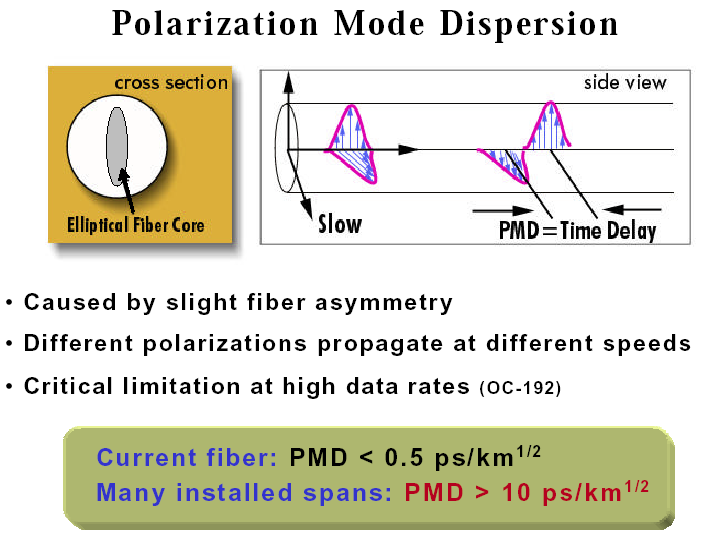 Polarization Mode Dispersion
cross section
Elliptical Fiber Core
side view
Slow
PMD=Time Delay
• Caused by slight fiber asymmetry
• Different polarizations propagate at different speeds
• Critical limitation at high data rates (OC-192)
Current fiber: PMD < 0.5 ps/km^1/2
Many installed spans: PMD > 10 ps/km^1/2